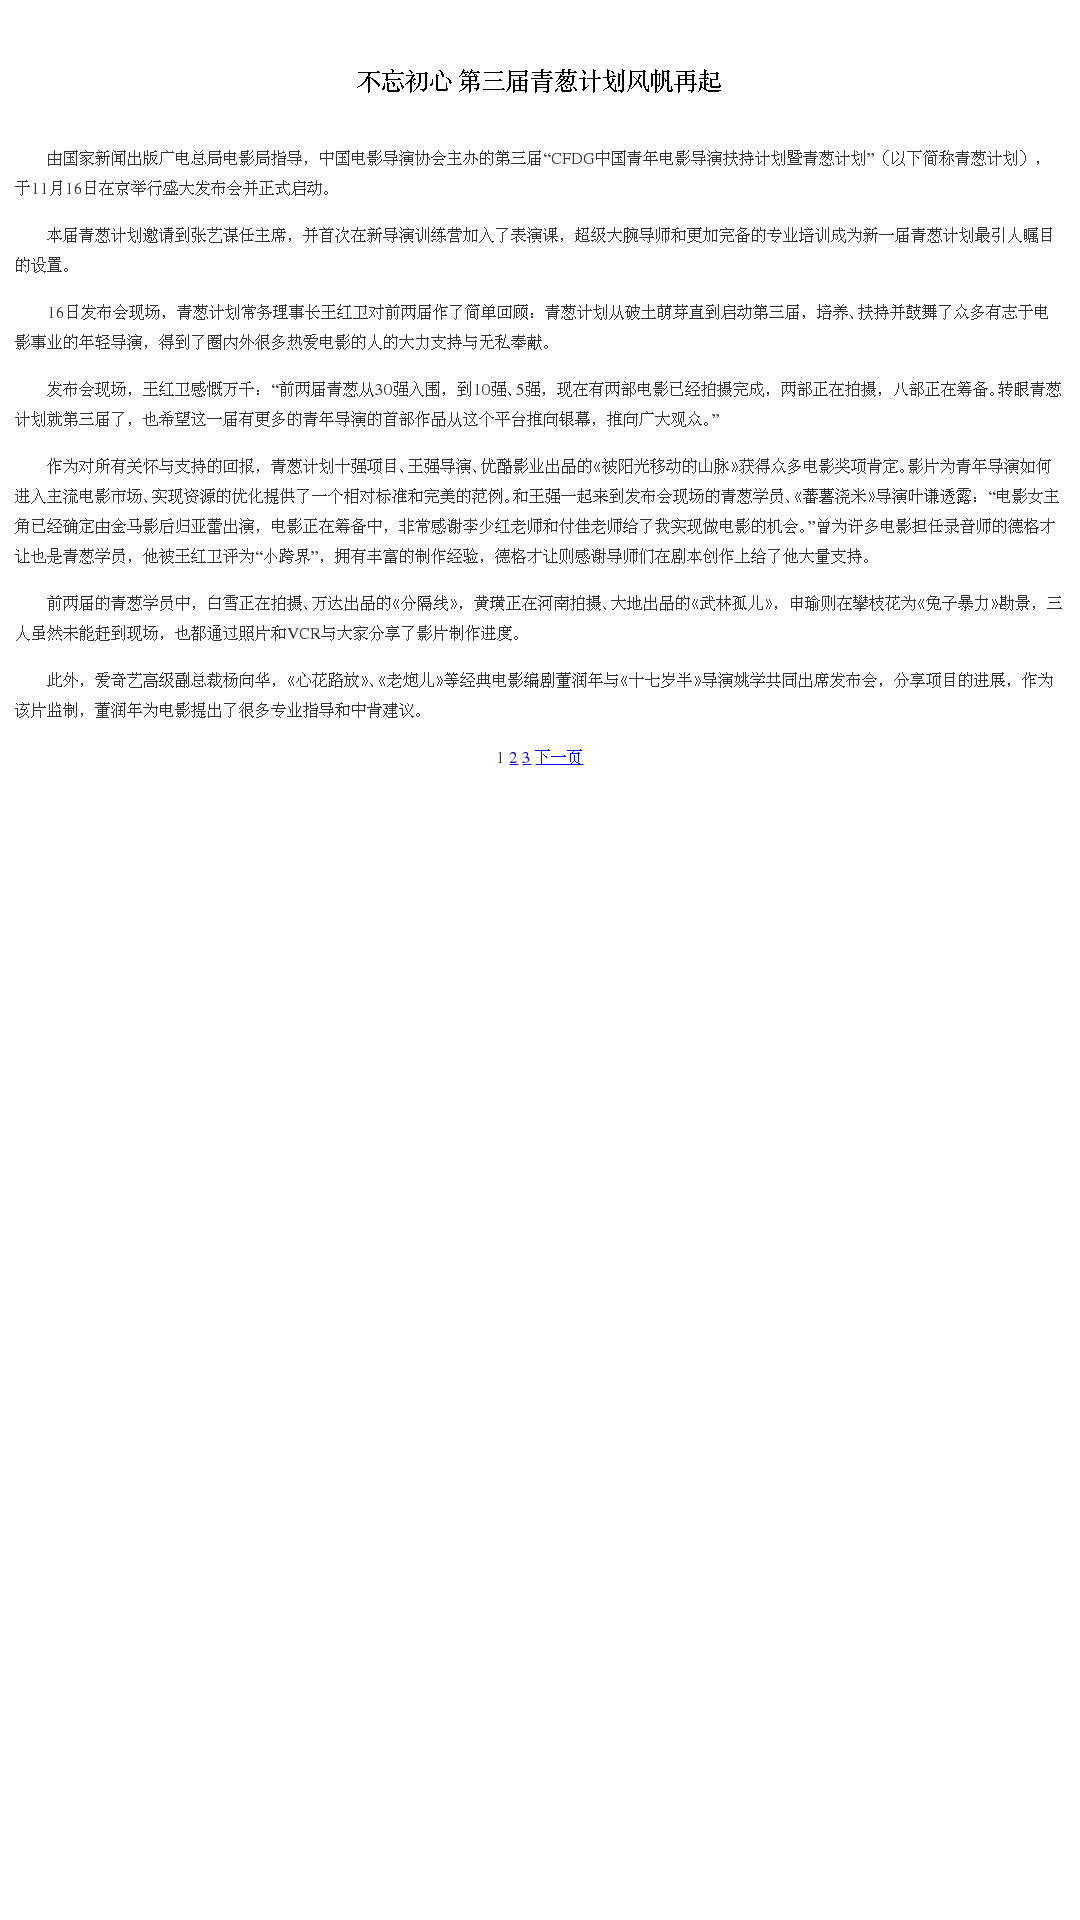 不忘初心 第三届青葱计划风帆再起
由国家新闻出版广电总局电影局指导，中国电影导演协会主办的第三届“CFDG中国青年电影导演扶持计划暨青葱计划”（以下简称青葱计划），
于11月16日在京举行盛大发布会并正式启动。
本届青葱计划邀请到张艺谋任主席，并首次在新导演训练营加入了表演课，超级大腕导师和更加完备的专业培训成为新一届青葱计划最引人瞩目
的设置。
16日发布会现场，青葱计划常务理事长王红卫对前两届作了简单回顾：青葱计划从破土萌芽直到启动第三届，培养、扶持并鼓舞了众多有志于电
影事业的年轻导演，得到了圈内外很多热爱电影的人的大力支持与无私奉献。
发布会现场，王红卫感慨万千：“前两届青葱从30强入围，到10强、5强，现在有两部电影已经拍摄完成，两部正在拍摄，八部正在筹备。转眼青葱
计划就第三届了，也希望这一届有更多的青年导演的首部作品从这个平台推向银幕，推向广大观众。”
作为对所有关怀与支持的回报，青葱计划十强项目、王强导演、优酷影业出品的《被阳光移动的山脉》获得众多电影奖项肯定。影片为青年导演如何
进入主流电影市场、实现资源的优化提供了一个相对标准和完美的范例。和王强一起来到发布会现场的青葱学员、《蕃薯浇米》导演叶谦透露：“电影女主
角已经确定由金马影后归亚蕾出演，电影正在筹备中，非常感谢李少红老师和付佳老师给了我实现做电影的机会。”曾为许多电影担任录音师的德格才
让也是青葱学员，他被王红卫评为“小跨界”，拥有丰富的制作经验，德格才让则感谢导师们在剧本创作上给了他大量支持。
前两届的青葱学员中，白雪正在拍摄、万达出品的《分隔线》，黄璜正在河南拍摄、大地出品的《武林孤儿》，申瑜则在攀枝花为《兔子暴力》勘景，三
人虽然未能赶到现场，也都通过照片和VCR与大家分享了影片制作进度。
此外，爱奇艺高级副总裁杨向华，《心花路放》、《老炮儿》等经典电影编剧董润年与《十七岁半》导演姚学共同出席发布会，分享项目的进展，作为
该片监制，董润年为电影提出了很多专业指导和中肯建议。
1 2 3 下一页